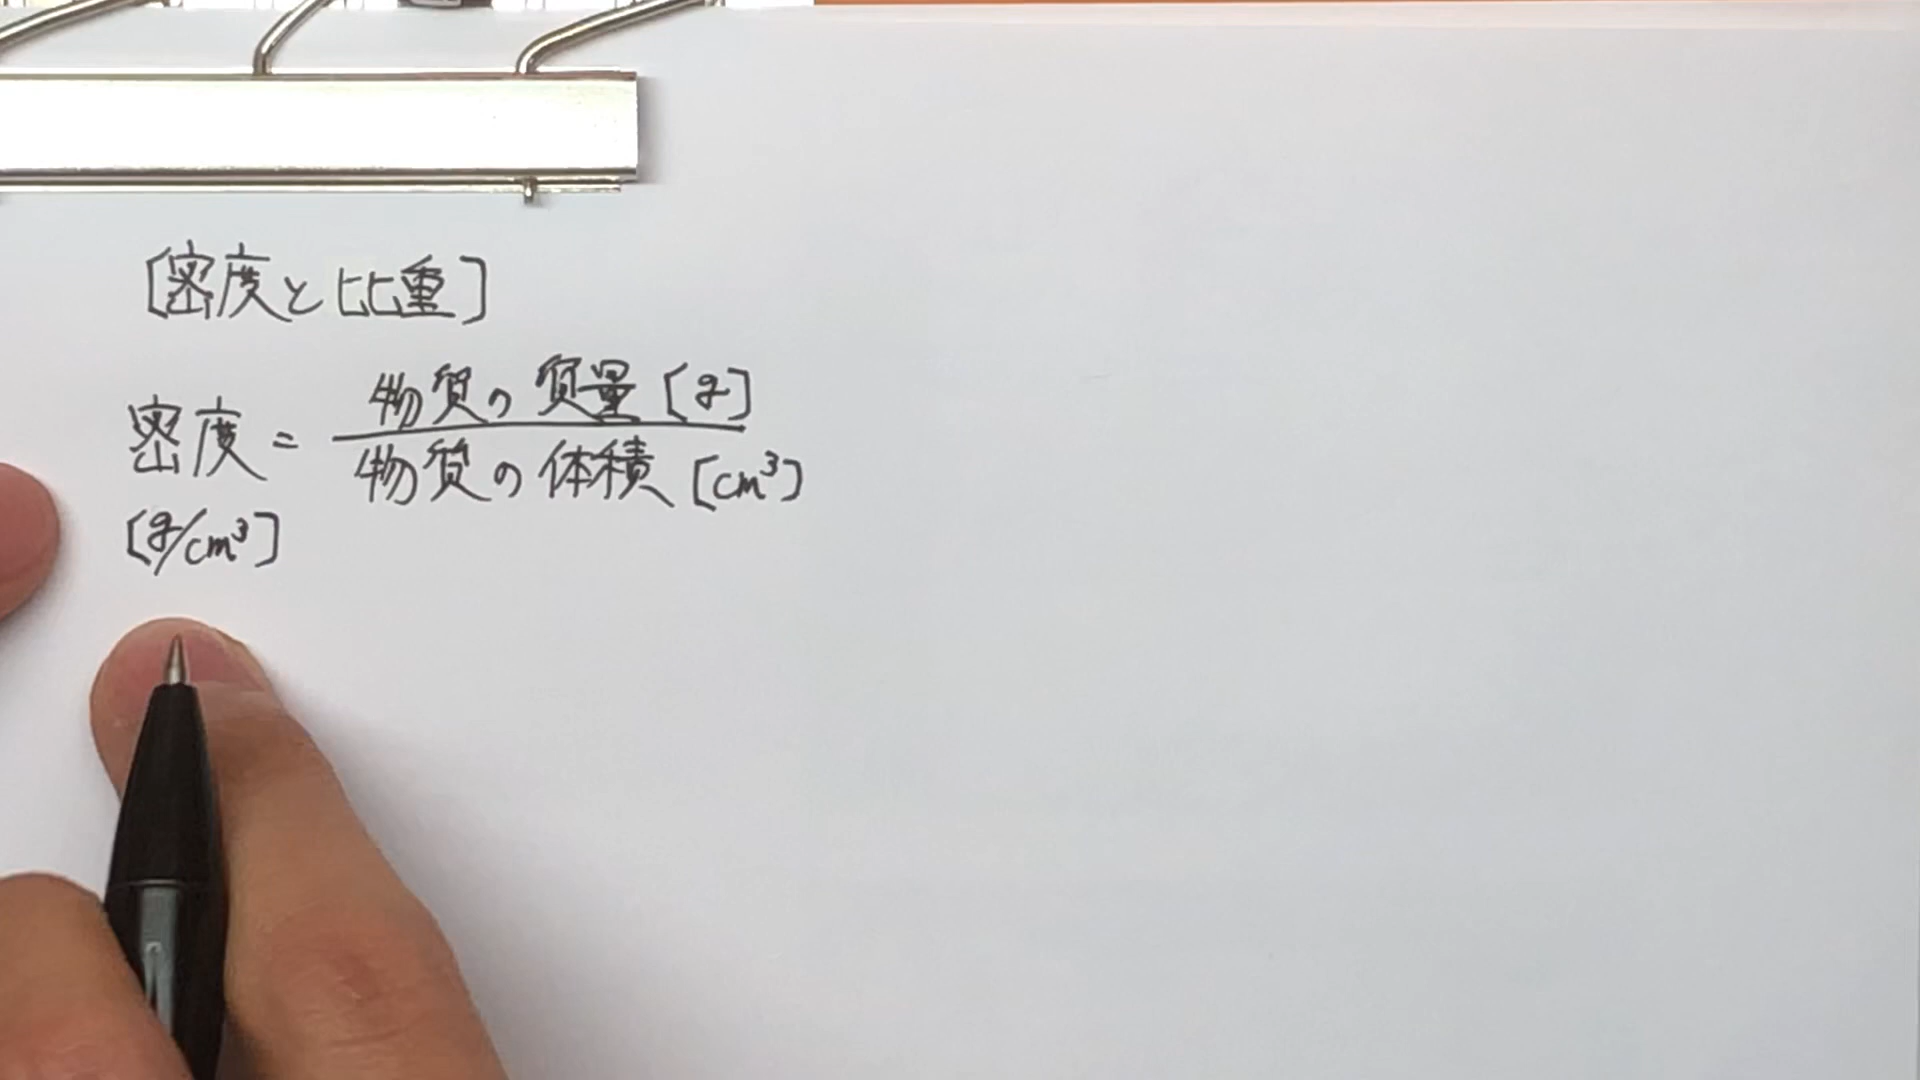 [密度と比重]
密度 = 物質の質量 [g] / 物質の体積 [cm³]
[g/cm³]